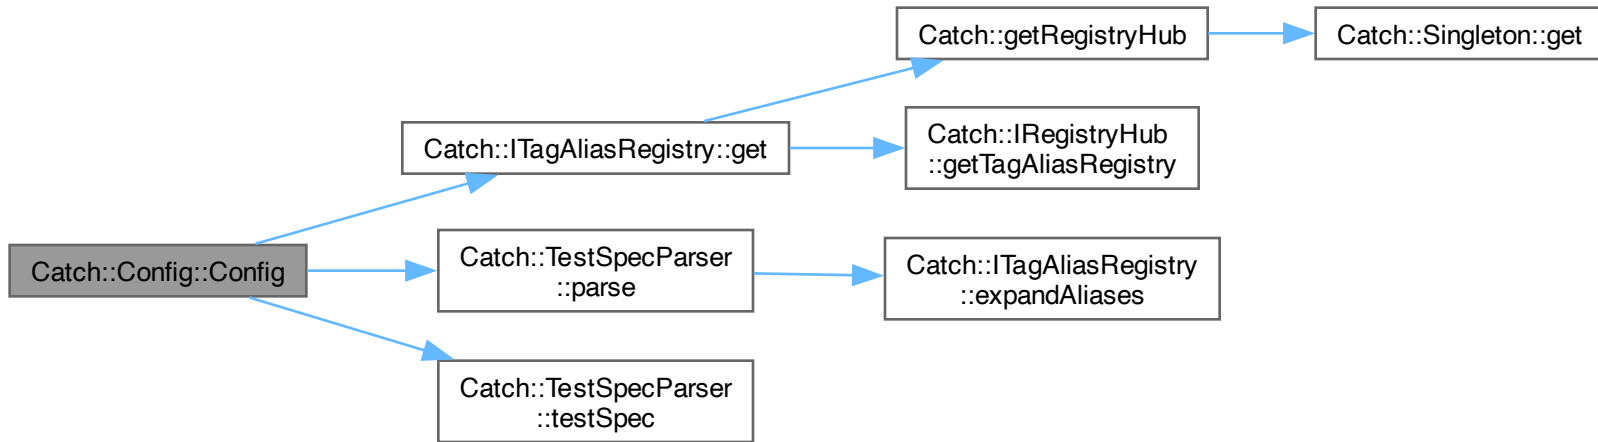 Catch::getRegistryHub
Catch::Singleton::get
Catch::ITagAliasRegistry::get
Catch::IRegistryHub
::getTagAliasRegistry
Catch::Config::Config
Catch::TestSpecParser
::parse
Catch::ITagAliasRegistry
::expandAliases
Catch::TestSpecParser
::testSpec